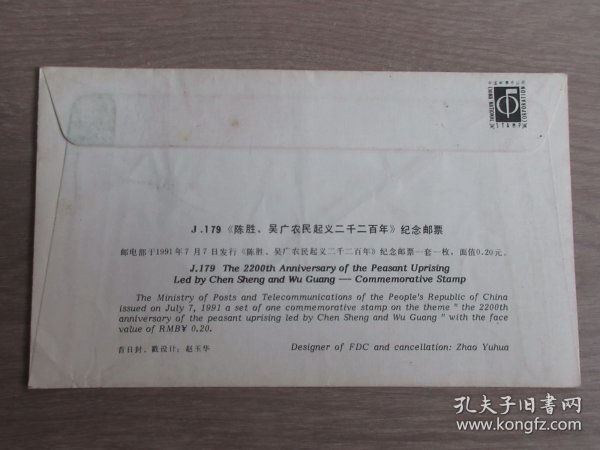 CHINA NATIONAL
STAMP
CORPORATION
J.179《陈胜、吴广农民起义二千二百年》纪念邮票
邮电部于1991年7月7日发行《陈胜、吴广农民起义二千二百年》纪念邮票一套一枚，面值0.20元。
J.179 The 2200th Anniversary of the Peasant Uprising
Led by Chen Sheng and Wu Guang — Commemorative Stamp
The Ministry of Posts and Telecommunications of the People's Republic of China
issued on July 7, 1991 a set of one commemorative stamp on the theme " the 2200th
anniversary of the peasant uprising led by Chen Sheng and Wu Guang " with the face
value of RMB¥ 0.20.
首日封、戳设计：赵玉华
Designer of FDC and cancellation: Zhao Yuhua
孔夫子旧书网
www.kongfz.com